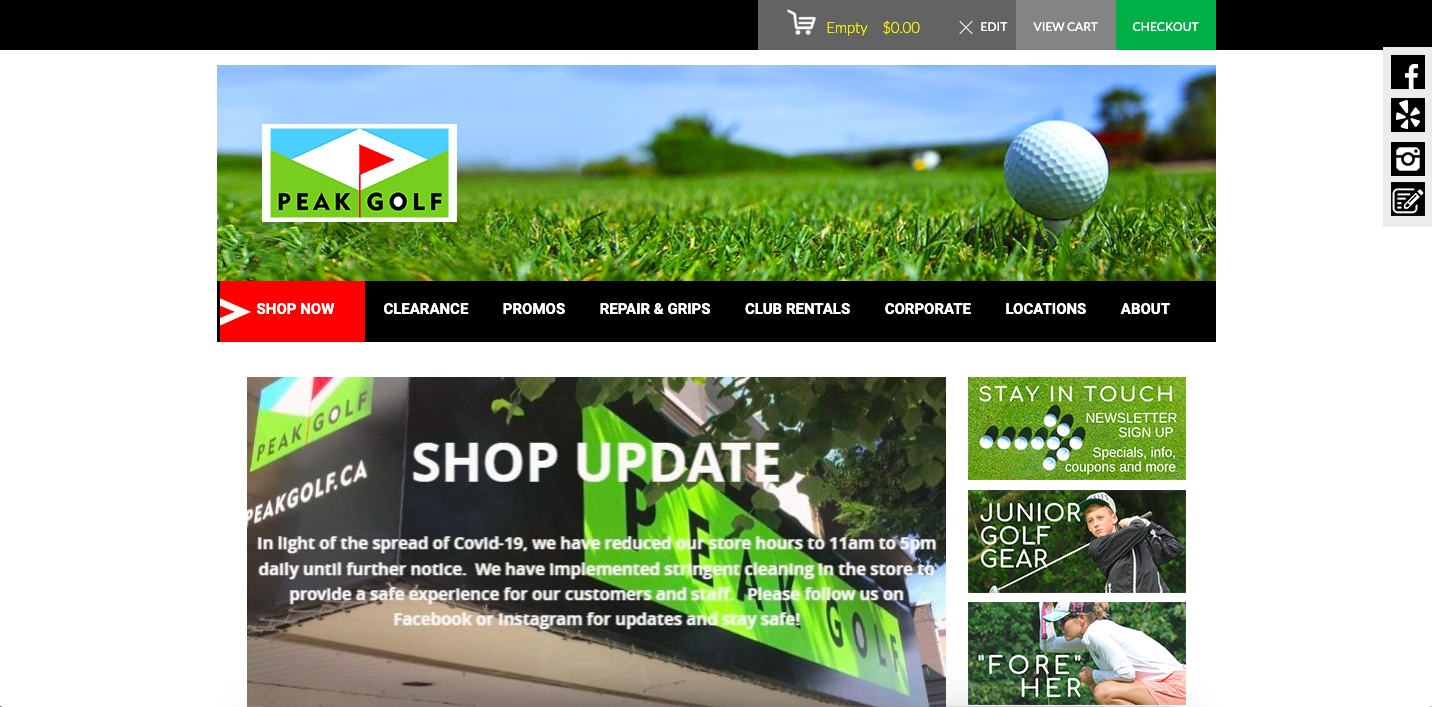 Empty $0.00 EDIT VIEW CART CHECKOUT
PEAK GOLF
SHOP NOW CLEARANCE PROMOS REPAIR & GRIPS CLUB RENTALS CORPORATE LOCATIONS ABOUT
PEAK GOLF
PEAKGOLF.CA
SHOP UPDATE
PEAK GOLF
In light of the spread of Covid-19, we have reduced our store hours to 11am to 5pm
daily until further notice. We have implemented stringent cleaning in the store to
provide a safe experience for our customers and staff. Please follow us on
Facebook or Instagram for updates and stay safe!
STAY IN TOUCH
NEWSLETTER
SIGN UP
Specials, info,
coupons and more
JUNIOR
GOLF
GEAR
"FORE"
HER